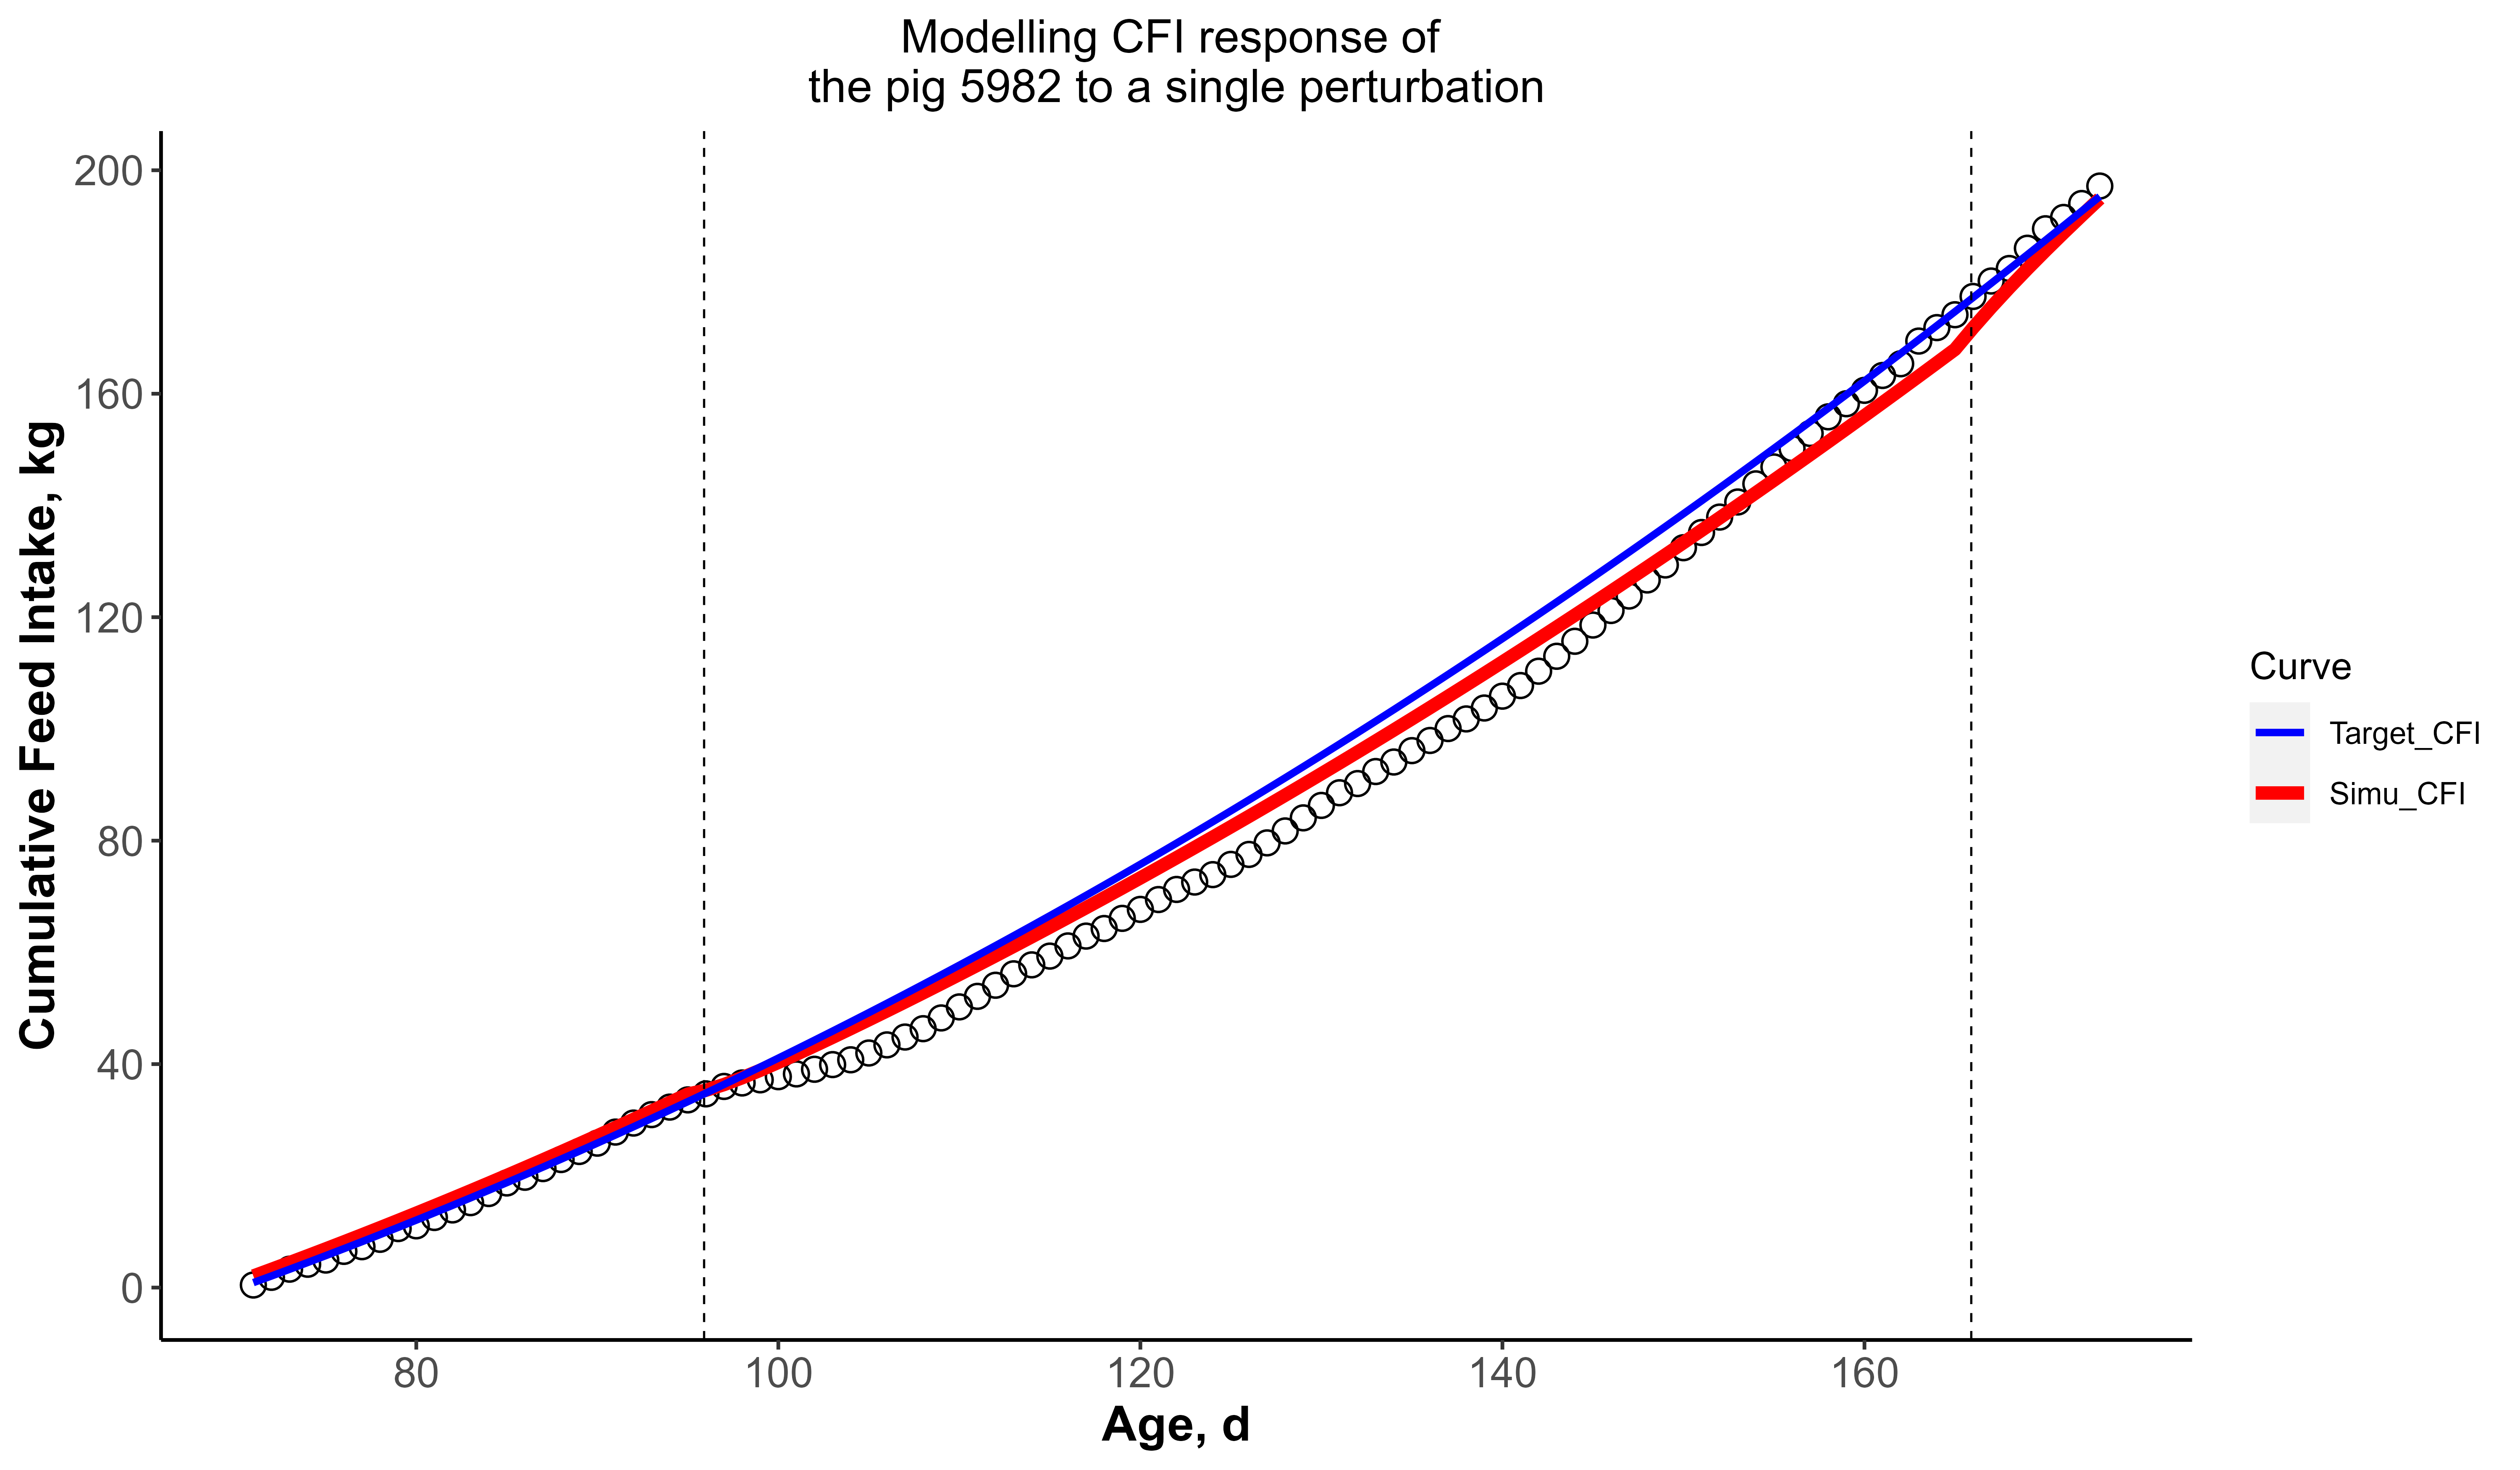 Modelling CFI response of
the pig 5982 to a single perturbation
Cumulative Feed Intake, kg
200
160
120
80
40
0
80
100
120
140
160
Age, d
Curve
Target_CFI
Simu_CFI